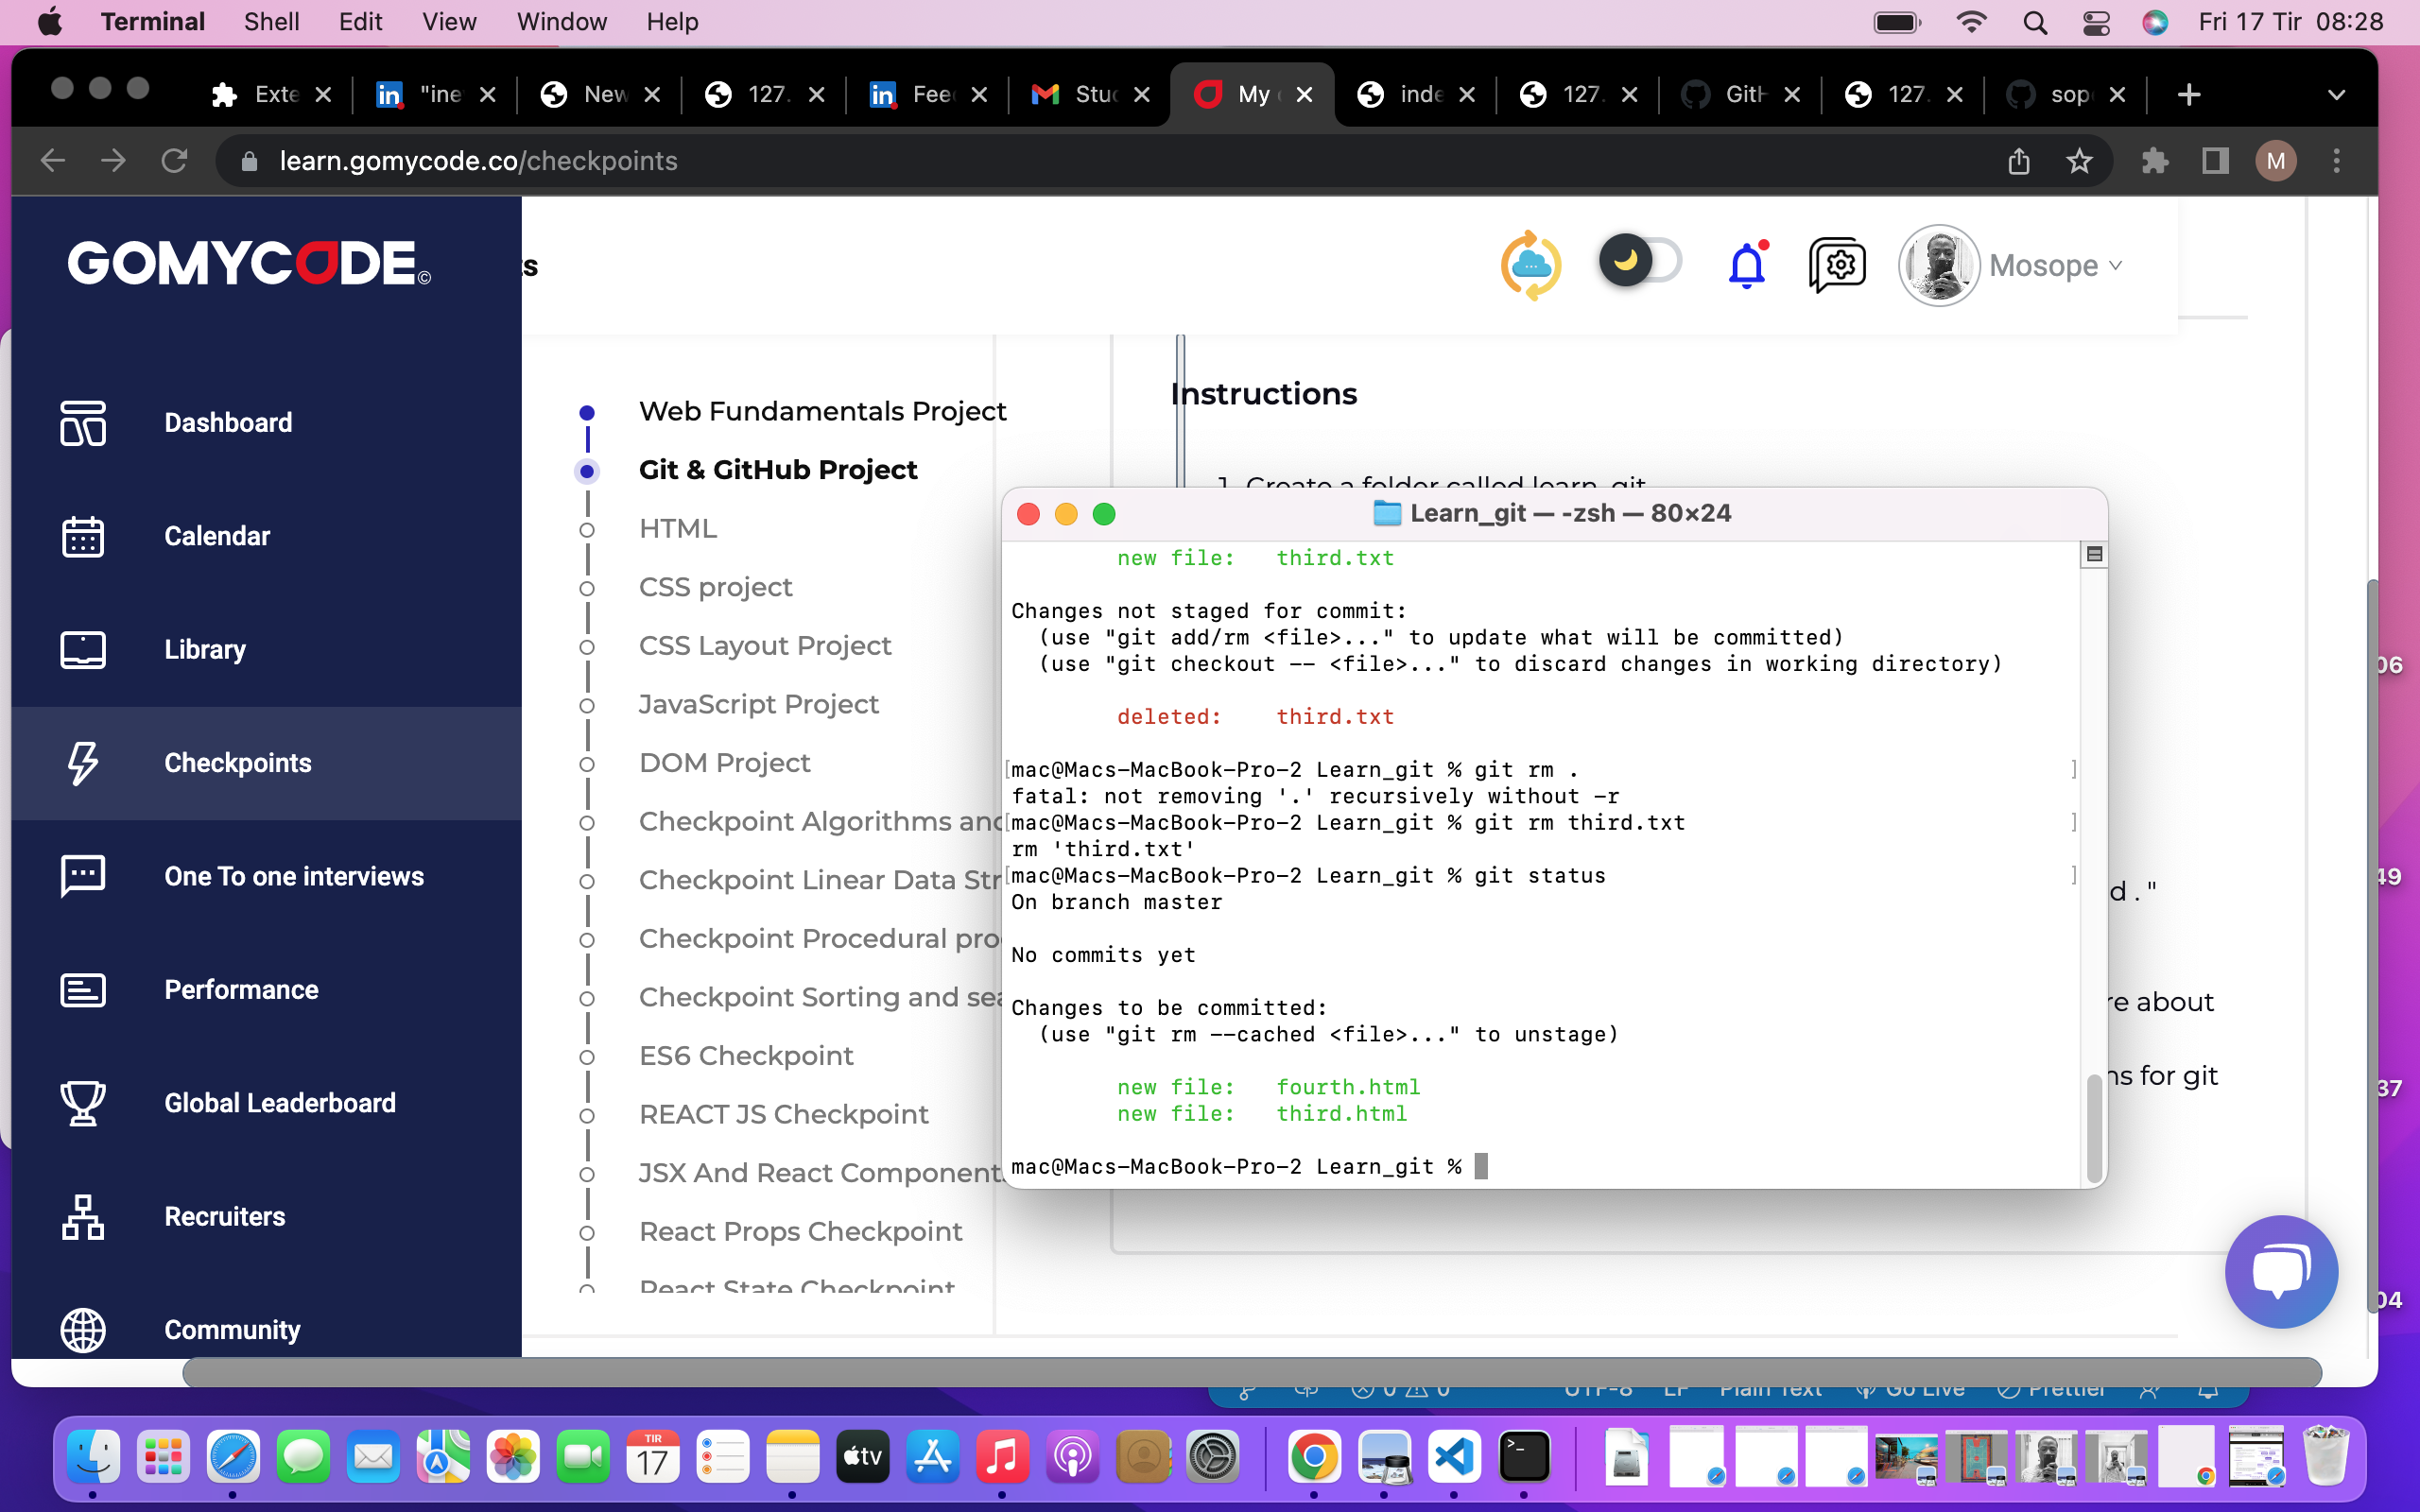 Terminal Shell Edit View Window Help Fri 17 Tir 08:28
Exte "ine New 127. Fee Stu My inde 127. GitH 127. sop
learn.gomycode.co/checkpoints M
GOMYCODE©
ts
Mosope
Dashboard
Calendar
Library
Checkpoints
One To one interviews
Performance
Global Leaderboard
Recruiters
Community
Web Fundamentals Project
Git & GitHub Project
HTML
CSS project
CSS Layout Project
JavaScript Project
DOM Project
Checkpoint Algorithms and
Checkpoint Linear Data Str
Checkpoint Procedural pro
Checkpoint Sorting and sea
ES6 Checkpoint
REACT JS Checkpoint
JSX And React Component
React Props Checkpoint
React State Checkpoint
Instructions
1. Create a folder called learn_git
d . "
re about
ns for git
Learn_git — -zsh — 80×24
new file: third.txt
Changes not staged for commit:
(use "git add/rm <file>..." to update what will be committed)
(use "git checkout -- <file>..." to discard changes in working directory)
deleted: third.txt
[mac@Macs-MacBook-Pro-2 Learn_git % git rm . ]
fatal: not removing '.' recursively without -r
[mac@Macs-MacBook-Pro-2 Learn_git % git rm third.txt ]
rm 'third.txt'
[mac@Macs-MacBook-Pro-2 Learn_git % git status ]
On branch master
No commits yet
Changes to be committed:
(use "git rm --cached <file>..." to unstage)
new file: fourth.html
new file: third.html
mac@Macs-MacBook-Pro-2 Learn_git %
06
49
37
04
0 0 UTF-8 LF Plain Text Go Live Prettier
TIR
17
tv